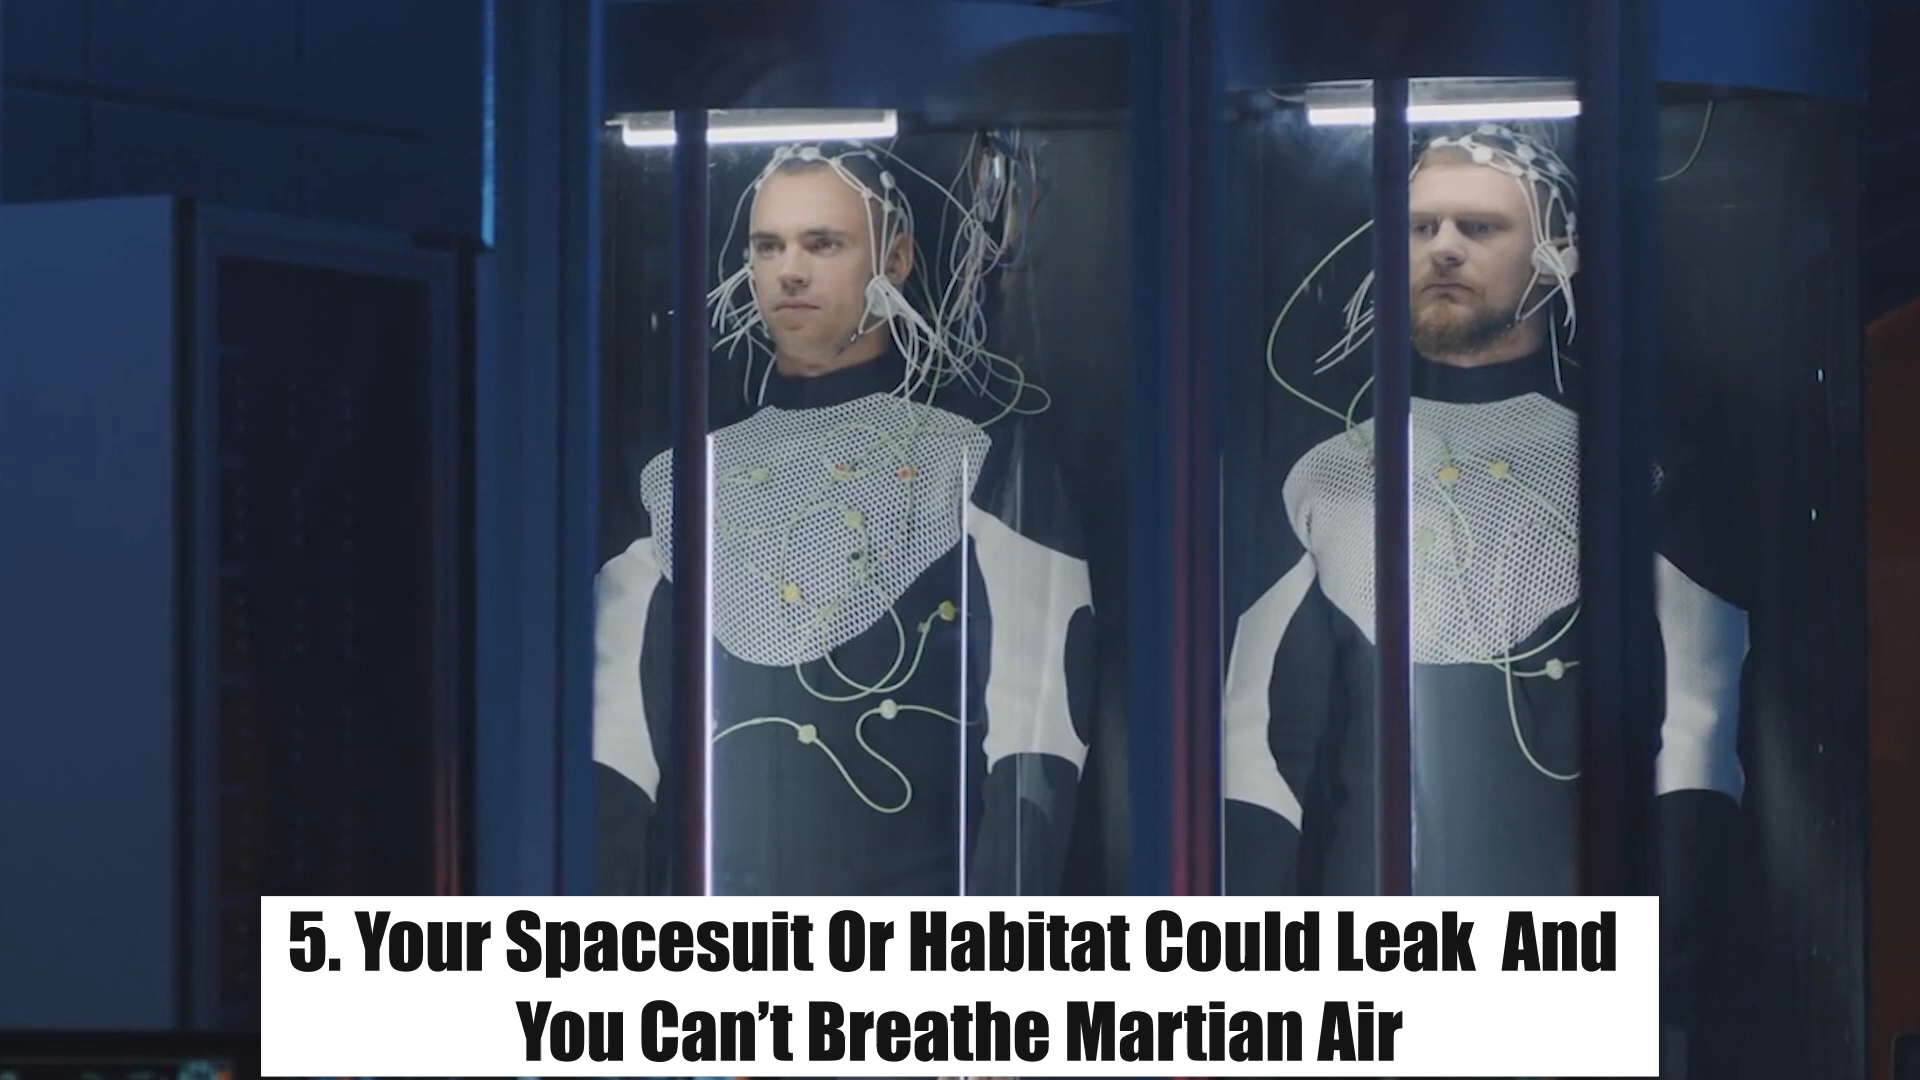 5. Your Spacesuit Or Habitat Could Leak  And
You Can’t Breathe Martian Air